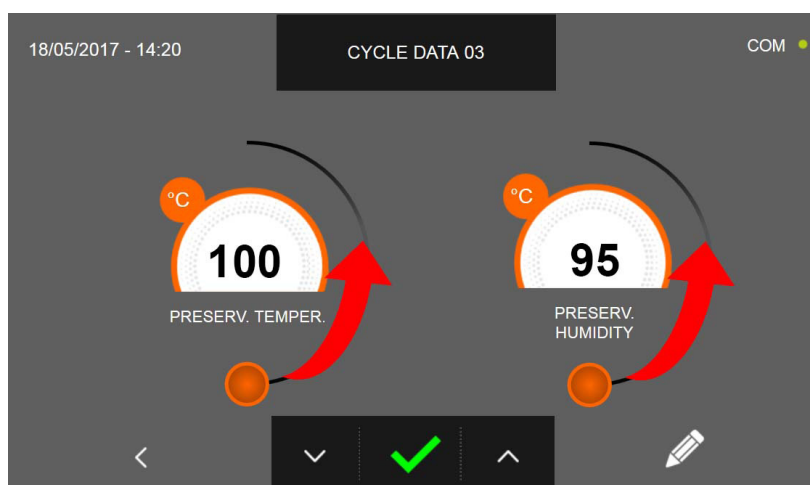 18/05/2017 - 14:20
CYCLE DATA 03
COM
°C
100
PRESERV. TEMPER.
°C
95
PRESERV.
HUMIDITY